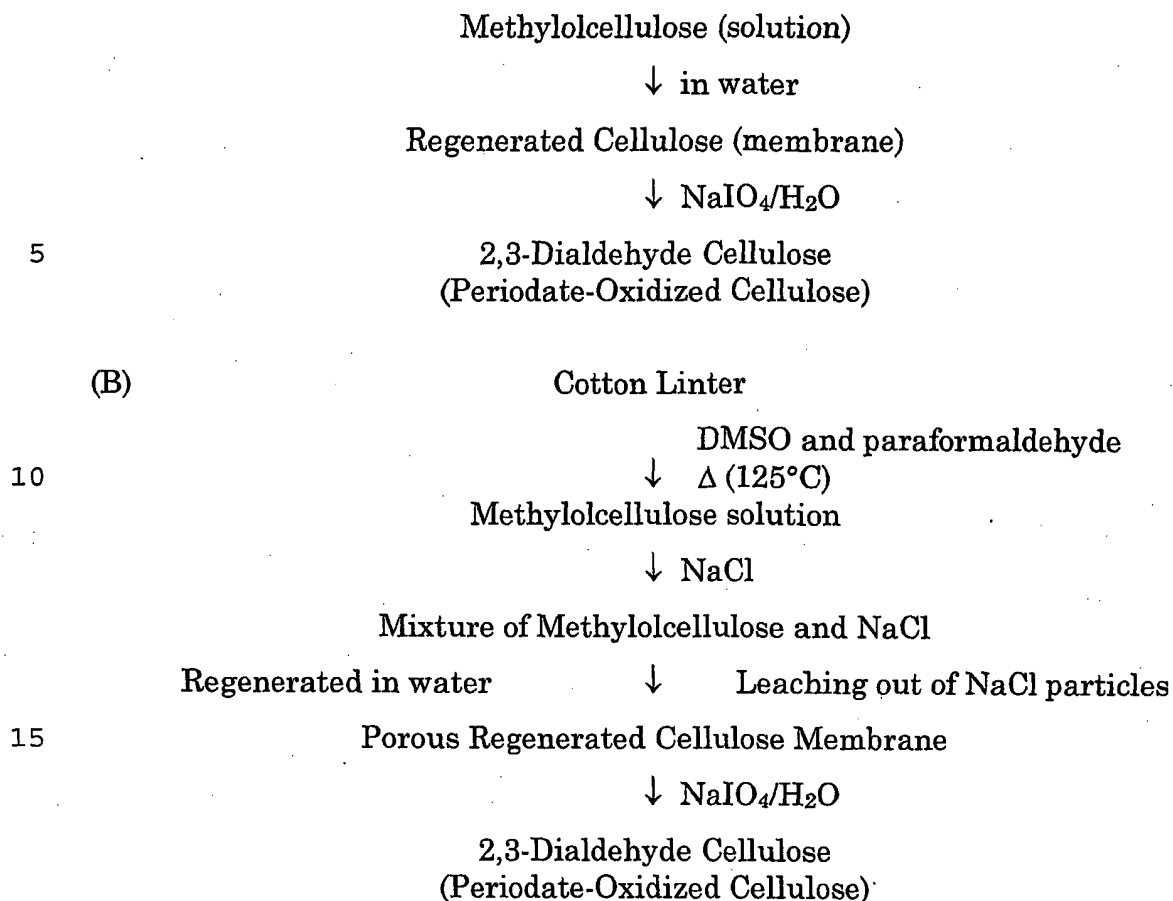 Methylolcellulose (solution)
↓ in water
Regenerated Cellulose (membrane)
↓ NaIO₄/H₂O
5 2,3-Dialdehyde Cellulose
(Periodate-Oxidized Cellulose)
(B) Cotton Linter
DMSO and paraformaldehyde
10 ↓ Δ (125°C)
Methylolcellulose solution
↓ NaCl
Mixture of Methylolcellulose and NaCl
Regenerated in water ↓ Leaching out of NaCl particles
15 Porous Regenerated Cellulose Membrane
↓ NaIO₄/H₂O
2,3-Dialdehyde Cellulose
(Periodate-Oxidized Cellulose)